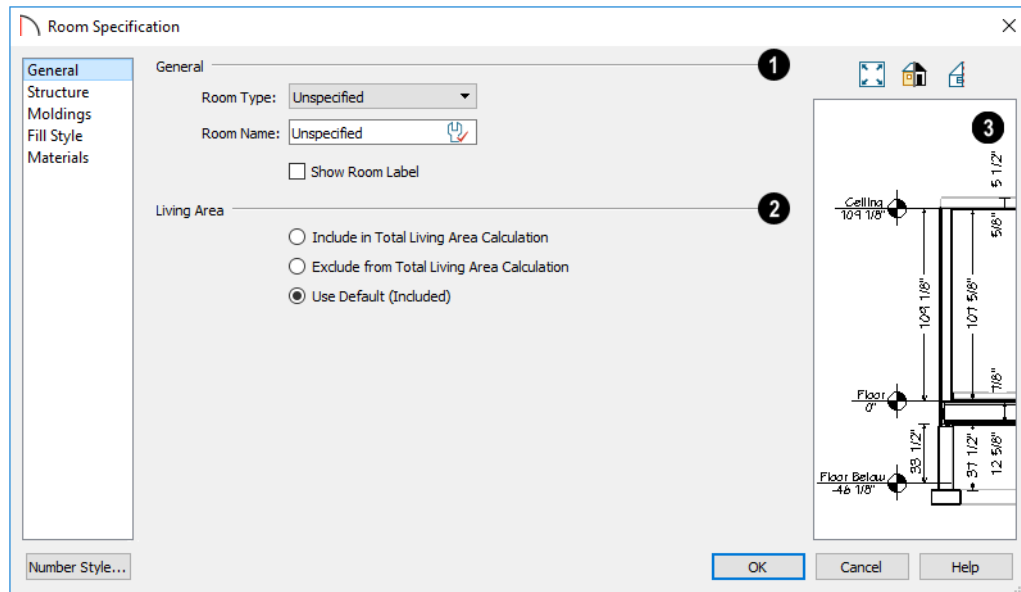 Room Specification
General
Structure
Moldings
Fill Style
Materials
General
1
Room Type: Unspecified
Room Name: Unspecified
Show Room Label
Living Area
2
Include in Total Living Area Calculation
Exclude from Total Living Area Calculation
Use Default (Included)
3
5 1/2"
Ceiling
109 1/8"
5/8"
109 1/8"
107 5/8"
7/8"
Floor
0"
33 1/2"
37 1/2"
12 5/8"
Floor Below
-46 1/8"
Number Style...
OK
Cancel
Help